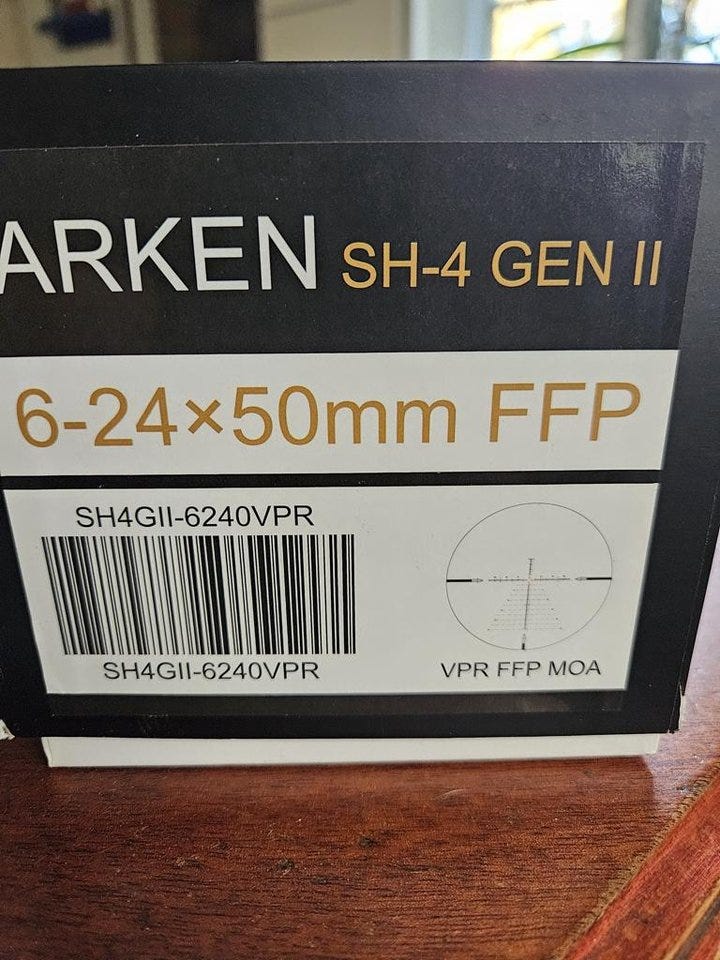 ARKEN SH-4 GEN II
6-24×50mm FFP
SH4GII-6240VPR
SH4GII-6240VPR
VPR FFP MOA